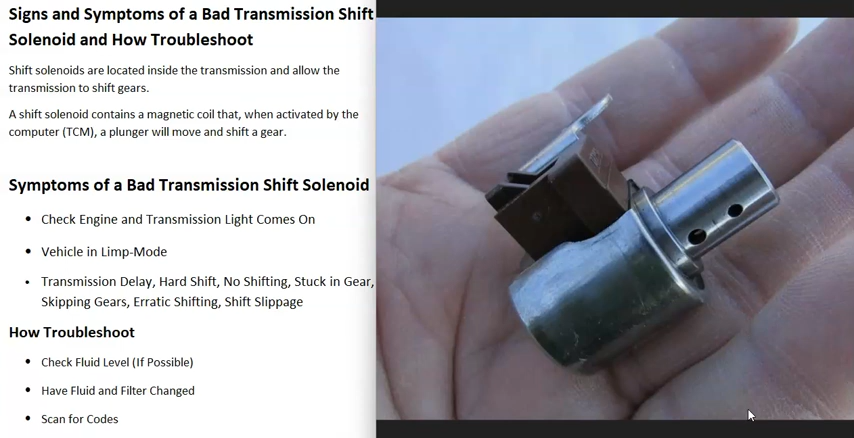 Signs and Symptoms of a Bad Transmission Shift
Solenoid and How Troubleshoot
Shift solenoids are located inside the transmission and allow the
transmission to shift gears.
A shift solenoid contains a magnetic coil that, when activated by the
computer (TCM), a plunger will move and shift a gear.
Symptoms of a Bad Transmission Shift Solenoid
• Check Engine and Transmission Light Comes On
• Vehicle in Limp-Mode
• Transmission Delay, Hard Shift, No Shifting, Stuck in Gear,
Skipping Gears, Erratic Shifting, Shift Slippage
How Troubleshoot
• Check Fluid Level (If Possible)
• Have Fluid and Filter Changed
• Scan for Codes